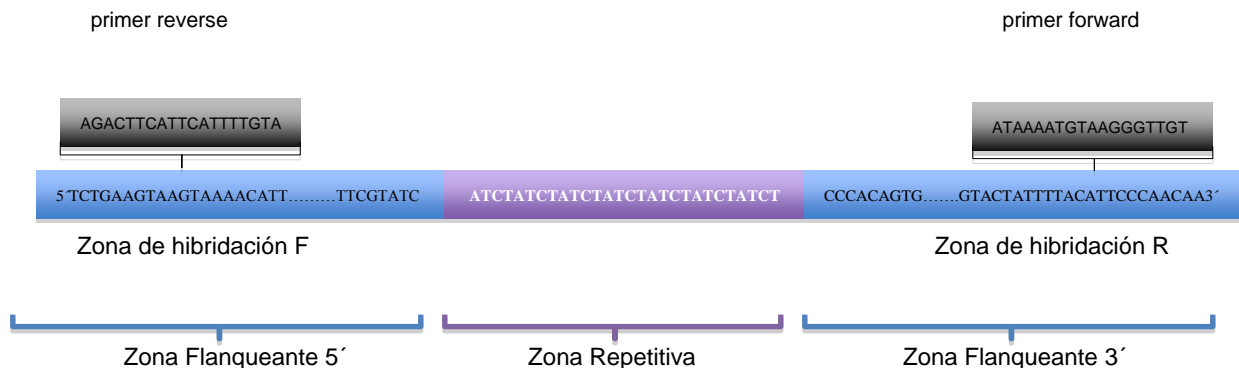 primer reverse
primer forward
AGACTTCATTCATTTTGTA
ATAAAATGTAAGGGTTGT
5´TCTGAAGTAAGTAAAACATT.........TTCGTATC
ATCTATCTATCTATCTATCTATCTATCT
CCCACAGTG.......GTACTATTTTACATTCCCAACAA3´
Zona de hibridación F
Zona de hibridación R
Zona Flanqueante 5´
Zona Repetitiva
Zona Flanqueante 3´